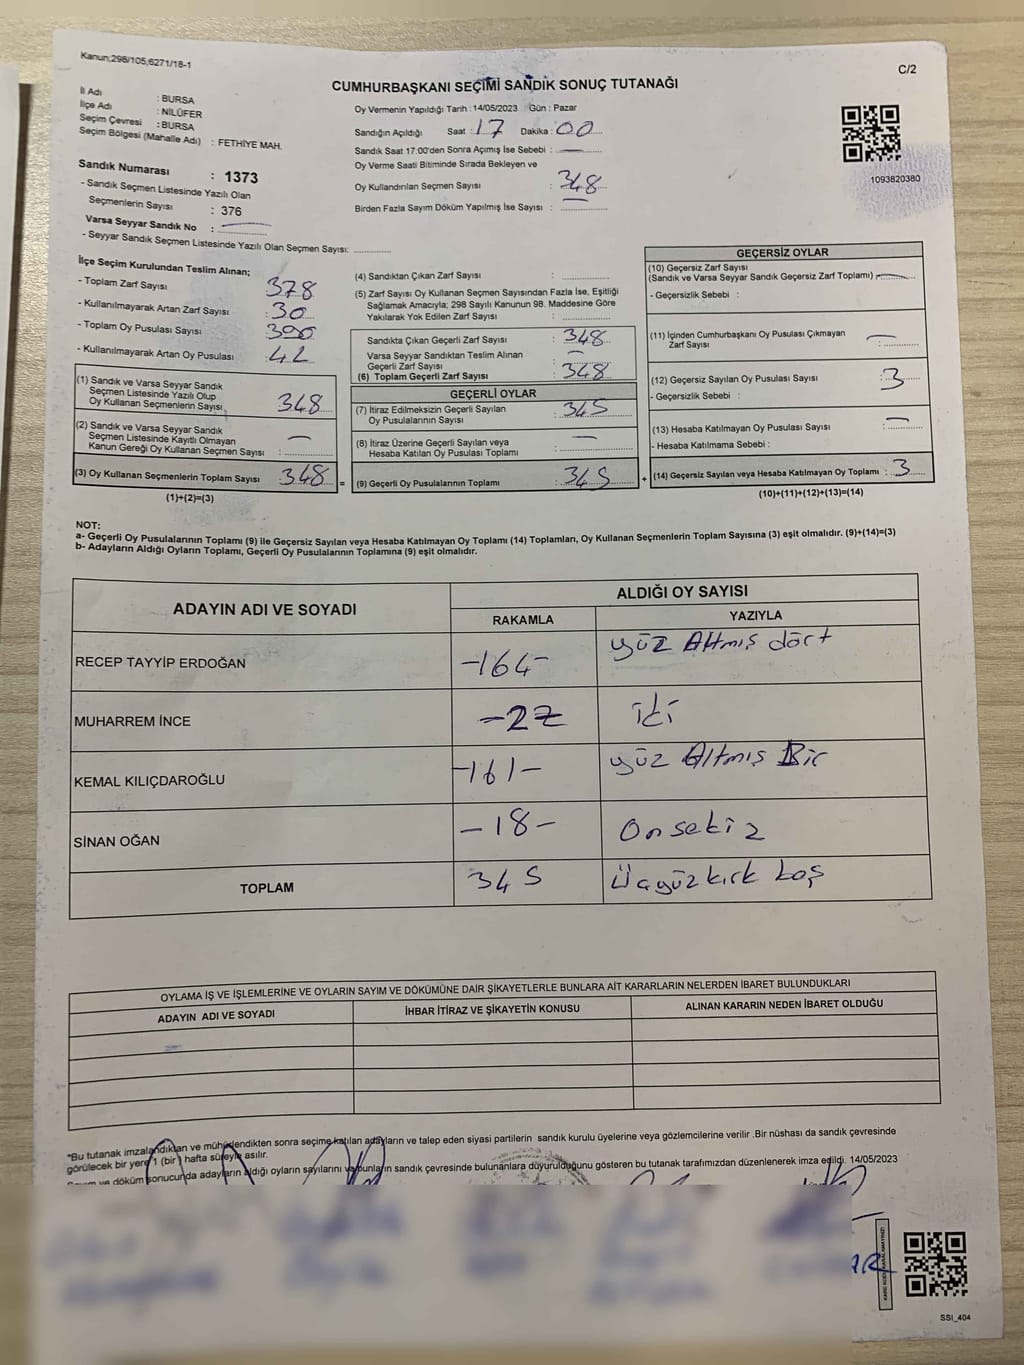 Kanun;298/105,6271/18-1
C/2
CUMHURBAŞKANI SEÇİMİ SANDIK SONUÇ TUTANAĞI
İl Adı : BURSA
İlçe Adı : NİLÜFER
Seçim Çevresi : BURSA
Seçim Bölgesi (Mahalle Adı) : FETHİYE MAH.
Sandık Numarası : 1373
- Sandık Seçmen Listesinde Yazılı Olan
Seçmenlerin Sayısı : 376
Varsa Seyyar Sandık No :
- Seyyar Sandık Seçmen Listesinde Yazılı Olan Seçmen Sayısı:
Oy Vermenin Yapıldığı Tarih : 14/05/2023 Gün : Pazar
Sandığın Açıldığı Saat : 17 Dakika : 00
Sandık Saat 17:00'den Sonra Açımış İse Sebebi :
Oy Verme Saati Bitiminde Sırada Bekleyen ve
Oy Kullandırılan Seçmen Sayısı : 348
Birden Fazla Sayım Döküm Yapılmış İse Sayısı :
1093820380
İlçe Seçim Kurulundan Teslim Alınan;
- Toplam Zarf Sayısı : 378
- Kullanılmayarak Artan Zarf Sayısı : 30
- Toplam Oy Pusulası Sayısı : 390
- Kullanılmayarak Artan Oy Pusulası : 42
(1) Sandık ve Varsa Seyyar Sandık
Seçmen Listesinde Yazılı Olup
Oy Kullanan Seçmenlerin Sayısı 348
(2) Sandık ve Varsa Seyyar Sandık
Seçmen Listesinde Kayıtlı Olmayan
Kanun Gereği Oy Kullanan Seçmen Sayısı :
(3) Oy Kullanan Seçmenlerin Toplam Sayısı 348 =
(1)+(2)=(3)
(4) Sandıktan Çıkan Zarf Sayısı :
(5) Zarf Sayısı Oy Kullanan Seçmen Sayısından Fazla İse, Eşitliği
Sağlamak Amacıyla; 298 Sayılı Kanunun 98. Maddesine Göre
Yakılarak Yok Edilen Zarf Sayısı :
Sandıkta Çıkan Geçerli Zarf Sayısı : 348
Varsa Seyyar Sandıktan Teslim Alınan
Geçerli Zarf Sayısı :
(6) Toplam Geçerli Zarf Sayısı : 348
GEÇERLİ OYLAR
(7) İtiraz Edilmeksizin Geçerli Sayılan
Oy Pusulalarının Sayısı : 345
(8) İtiraz Üzerine Geçerli Sayılan veya
Hesaba Katılan Oy Pusulası Toplamı :
(9) Geçerli Oy Pusulalarının Toplamı : 345 +
GEÇERSİZ OYLAR
(10) Geçersiz Zarf Sayısı
(Sandık ve Varsa Seyyar Sandık Geçersiz Zarf Toplamı)
- Geçersizlik Sebebi :
(11) İçinden Cumhurbaşkanı Oy Pusulası Çıkmayan
Zarf Sayısı :
(12) Geçersiz Sayılan Oy Pusulası Sayısı : 3
- Geçersizlik Sebebi :
(13) Hesaba Katılmayan Oy Pusulası Sayısı :
- Hesaba Katılmama Sebebi :
(14) Geçersiz Sayılan veya Hesaba Katılmayan Oy Toplamı : 3
(10)+(11)+(12)+(13)=(14)
NOT:
a- Geçerli Oy Pusulalarının Toplamı (9) ile Geçersiz Sayılan veya Hesaba Katılmayan Oy Toplamı (14) Toplamları, Oy Kullanan Seçmenlerin Toplam Sayısına (3) eşit olmalıdır. (9)+(14)=(3)
b- Adayların Aldığı Oyların Toplamı, Geçerli Oy Pusulalarının Toplamına (9) eşit olmalıdır.
ADAYIN ADI VE SOYADI
ALDIĞI OY SAYISI
RAKAMLA YAZIYLA
RECEP TAYYİP ERDOĞAN -164- yüz Altmış dört
MUHARREM İNCE -2- iki
KEMAL KILIÇDAROĞLU -161- yüz Altmış Bir
SİNAN OĞAN -18- Onsekiz
TOPLAM 345 Üçyüzkırk beş
OYLAMA İŞ VE İŞLEMLERİNE VE OYLARIN SAYIM VE DÖKÜMÜNE DAİR ŞİKAYETLERLE BUNLARA AİT KARARLARIN NELERDEN İBARET BULUNDUKLARI
ADAYIN ADI VE SOYADI İHBAR İTİRAZ VE ŞİKAYETİN KONUSU ALINAN KARARIN NEDEN İBARET OLDUĞU
*Bu tutanak imzalandıktan ve mühürlendikten sonra seçime katılan adayların ve talep eden siyasi partilerin sandık kurulu üyelerine veya gözlemcilerine verilir .Bir nüshası da sandık çevresinde
görülecek bir yere 1 (bir) hafta süreyle asılır.
Sayım ve döküm sonucunda adayların aldığı oyların sayılarını ve bunların sandık çevresinde bulunanlara duyurulduğunu gösteren bu tutanak tarafımızdan düzenlenerek imza edildi. 14/05/2023
SSI_404